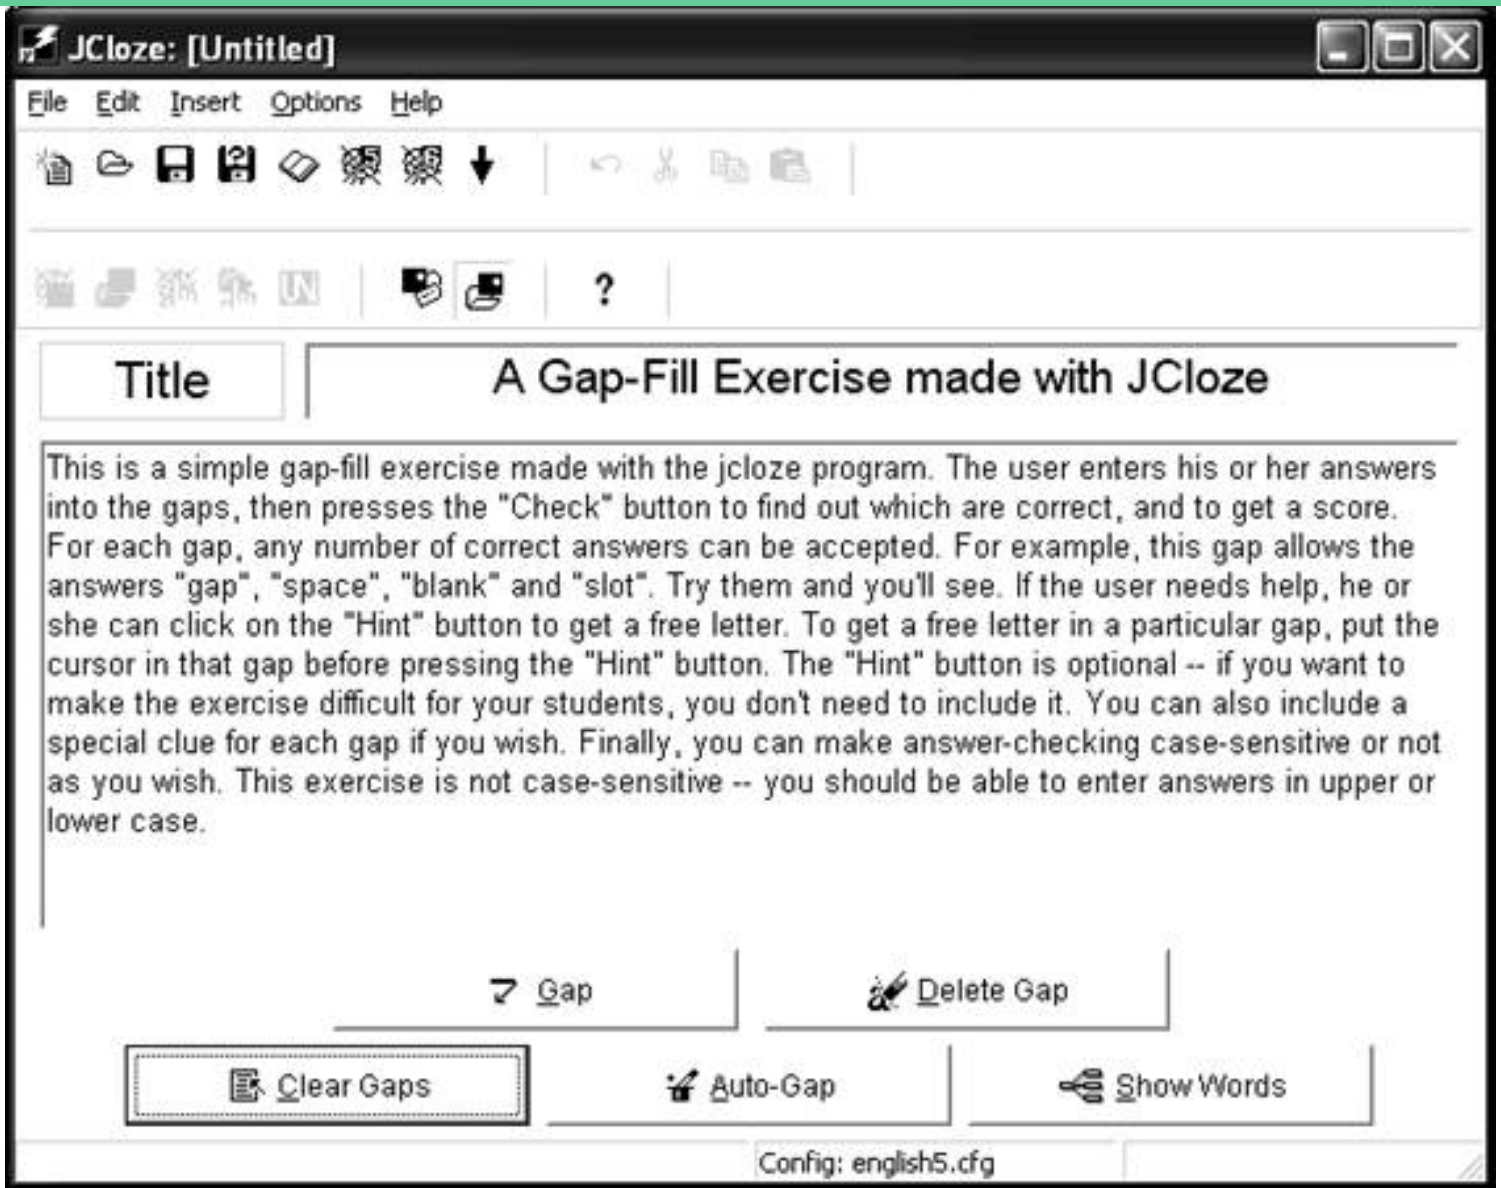 JCloze: [Untitled]
File Edit Insert Options Help
UN
?
Title
A Gap-Fill Exercise made with JCloze
This is a simple gap-fill exercise made with the jcloze program. The user enters his or her answers
into the gaps, then presses the "Check" button to find out which are correct, and to get a score.
For each gap, any number of correct answers can be accepted. For example, this gap allows the
answers "gap", "space", "blank" and "slot". Try them and you'll see. If the user needs help, he or
she can click on the "Hint" button to get a free letter. To get a free letter in a particular gap, put the
cursor in that gap before pressing the "Hint" button. The "Hint" button is optional -- if you want to
make the exercise difficult for your students, you don't need to include it. You can also include a
special clue for each gap if you wish. Finally, you can make answer-checking case-sensitive or not
as you wish. This exercise is not case-sensitive -- you should be able to enter answers in upper or
lower case.
Gap Delete Gap
Clear Gaps Auto-Gap Show Words
Config: english5.cfg